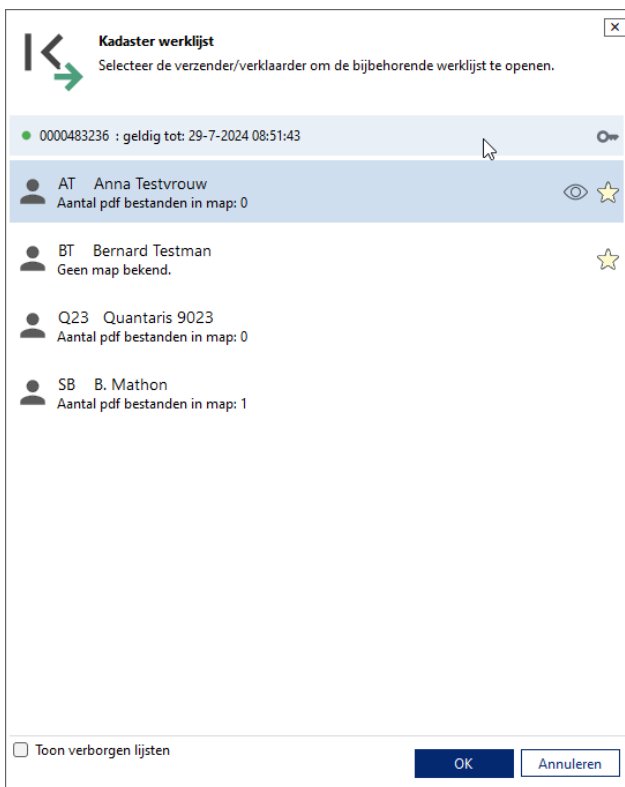 Kadaster werklijst
Selecteer de verzender/verklaarder om de bijbehorende werklijst te openen.
0000483236 : geldig tot: 29-7-2024 08:51:43
AT Anna Testvrouw
Aantal pdf bestanden in map: 0
BT Bernard Testman
Geen map bekend.
Q23 Quantaris 9023
Aantal pdf bestanden in map: 0
SB B. Mathon
Aantal pdf bestanden in map: 1
Toon verborgen lijsten
OK
Annuleren